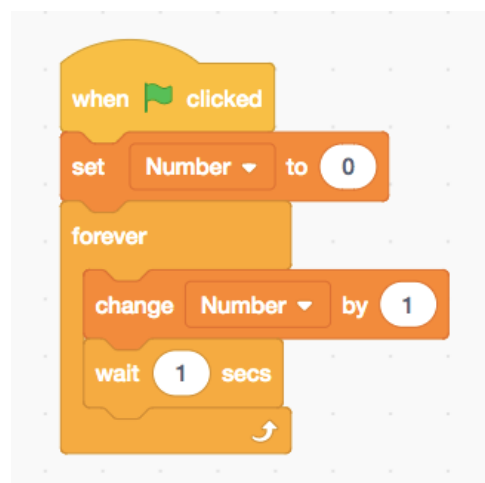 when clicked
set Number to 0
forever
change Number by 1
wait 1 secs